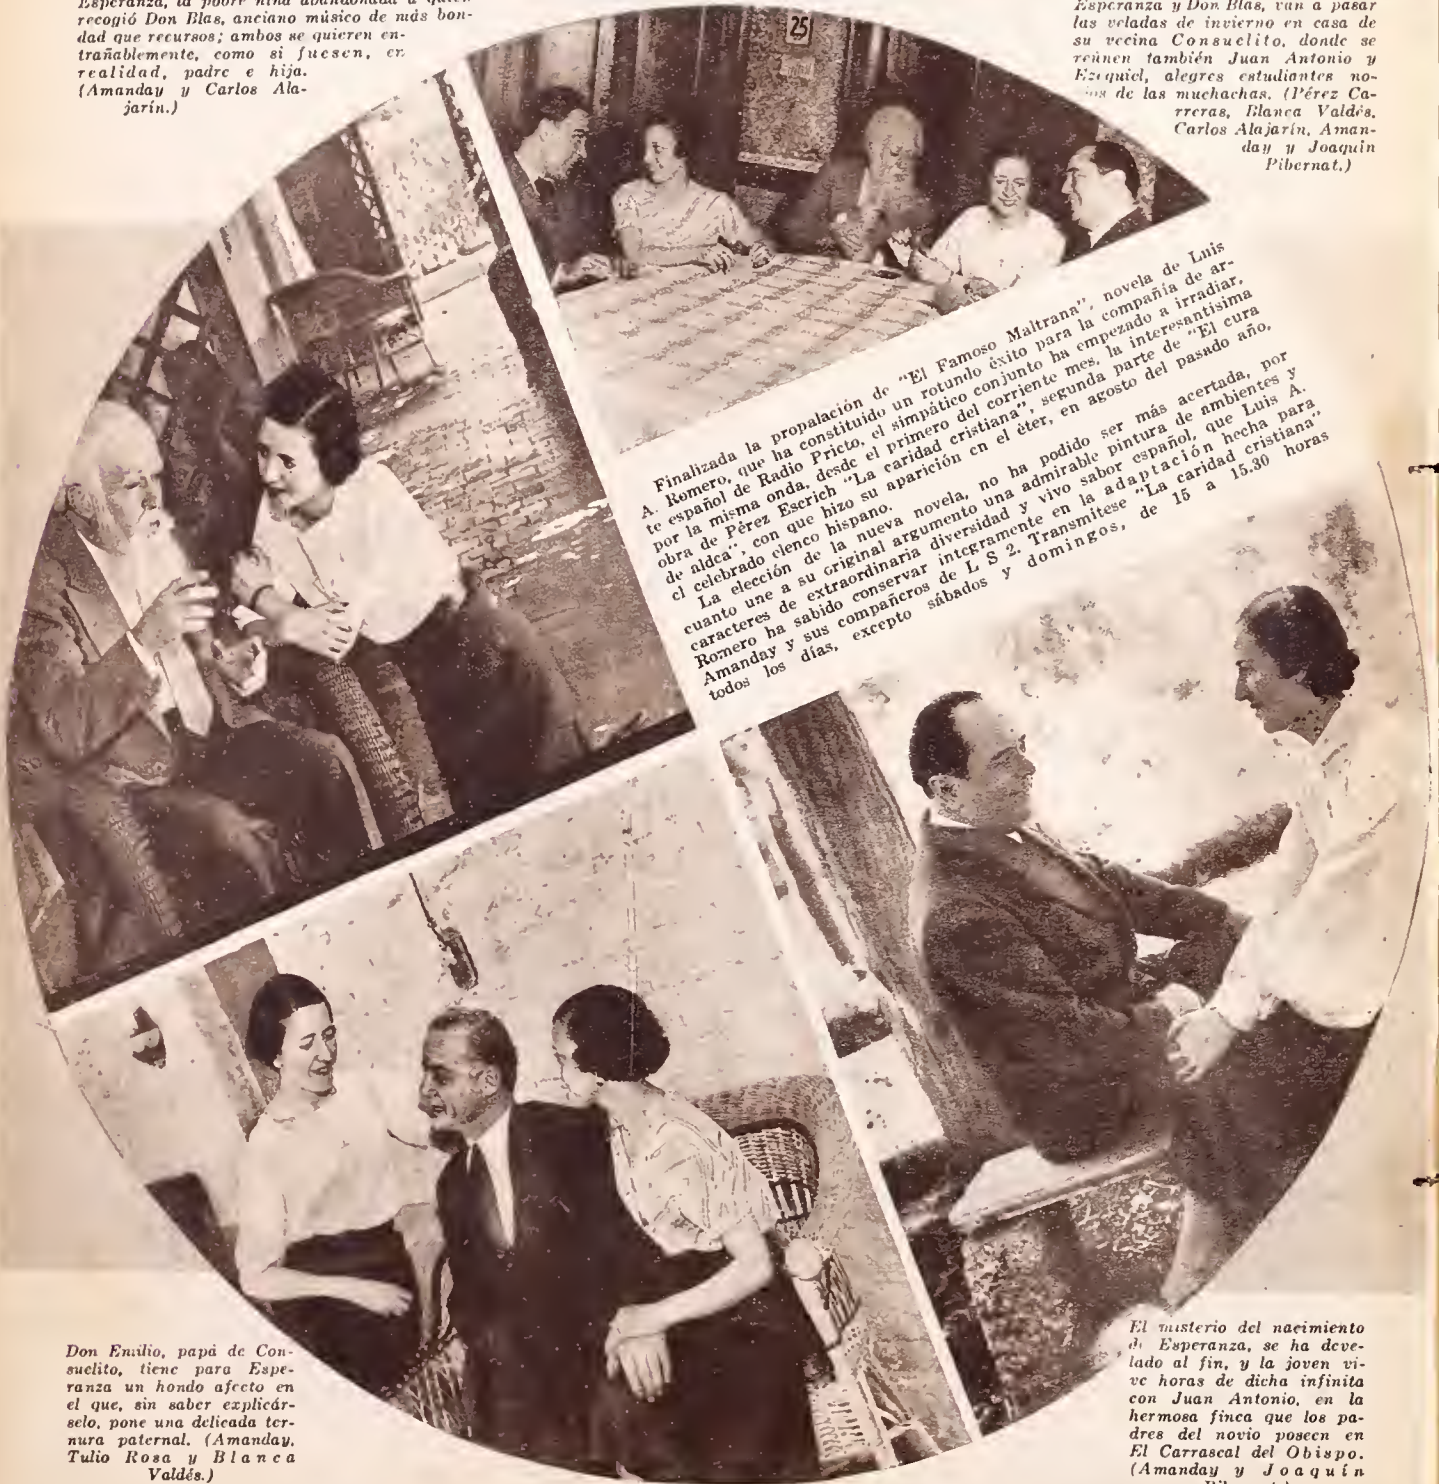 Esperanza, la pobre niña abandonada a quien
recogió Don Blas, anciano músico de más bon-
dad que recursos; ambos se quieren en-
trañablemente, como si fuesen, en
realidad, padre e hija.
(Amanday y Carlos Ala-
jarín.)
Esperanza y Don Blas, van a pasar
las veladas de invierno en casa de
su vecina Consuelito, donde se
reúnen también Juan Antonio y
Ezequiel, alegres estudiantes no-
vios de las muchachas. (Pérez Ca-
rreras, Blanca Valdés,
Carlos Alajarín, Aman-
day y Joaquín
Pibernat.)
25
Finalizada la propalación de "El Famoso Maltrana", novela de Luis
A. Romero, que ha constituido un rotundo éxito para la compañía de ar-
te español de Radio Prieto, el simpático conjunto ha empezado a irradiar,
por la misma onda, desde el primero del corriente mes, la interesantísima
obra de Pérez Escrich "La caridad cristiana", segunda parte de "El cura
de aldea", con que hizo su aparición en el éter, en agosto del pasado año,
el celebrado elenco hispano.
La elección de la nueva novela, no ha podido ser más acertada, por
cuanto une a su original argumento una admirable pintura de ambientes y
caracteres de extraordinaria diversidad y vivo sabor español, que Luis A.
Romero ha sabido conservar integramente en la adaptación hecha para
Amanday y sus compañeros de L S 2. Transmítese "La caridad cristiana"
todos los días, excepto sábados y domingos, de 15 a 15.30 horas
Don Emilio, papá de Con-
suelito, tiene para Espe-
ranza un hondo afecto en
el que, sin saber explicár-
selo, pone una delicada ter-
nura paternal. (Amanday,
Tulio Rosa y Blanca
Valdés.)
El misterio del nacimiento
de Esperanza, se ha deve-
lado al fin, y la joven vi-
ve horas de dicha infinita
con Juan Antonio, en la
hermosa finca que los pa-
dres del novio poseen en
El Carrascal del Obispo.
(Amanday y Joaquín